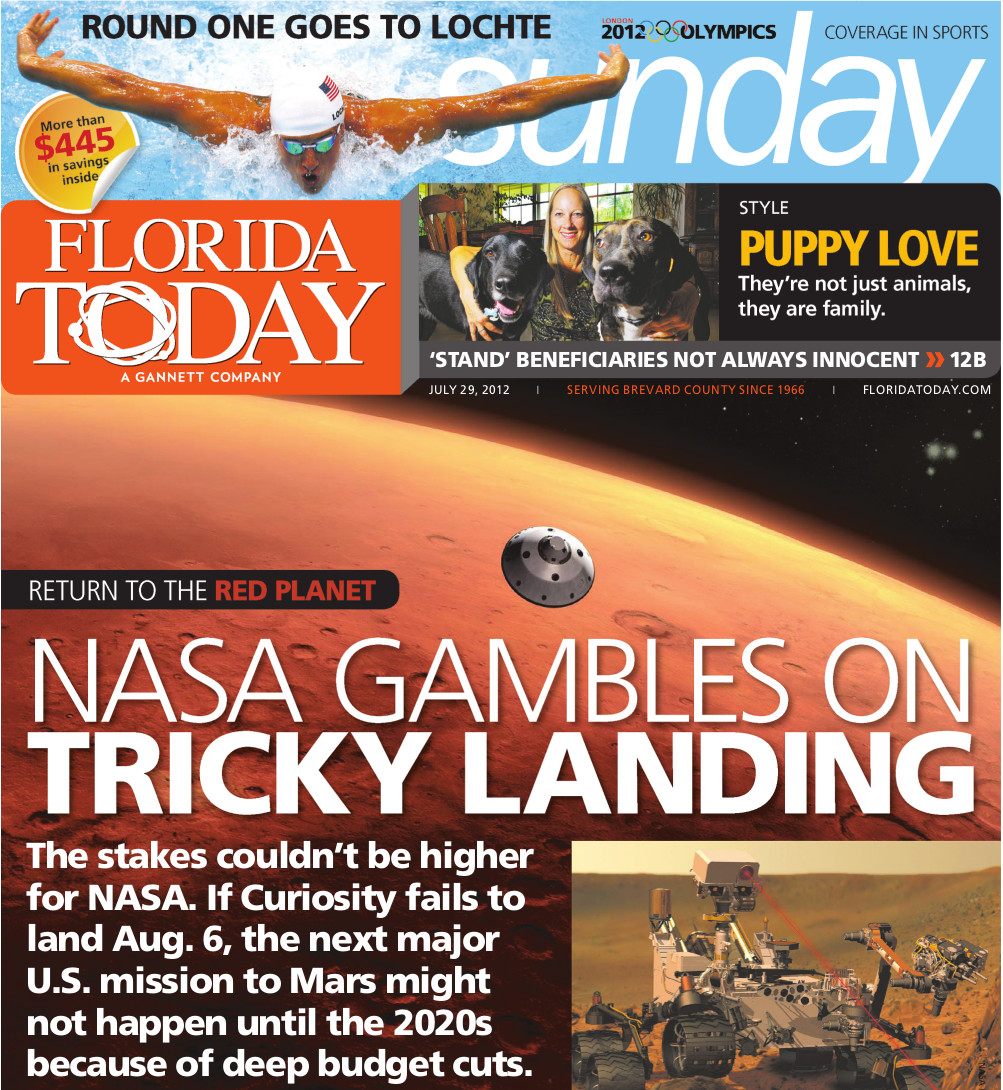 ROUND ONE GOES TO LOCHTE
LONDON
2012 OLYMPICS
COVERAGE IN SPORTS
sunday
More than
$445
in savings
inside
FLORIDA
TODAY
A GANNETT COMPANY
STYLE
PUPPY LOVE
They're not just animals,
they are family.
‘STAND’ BENEFICIARIES NOT ALWAYS INNOCENT » 12B
JULY 29, 2012 | SERVING BREVARD COUNTY SINCE 1966 | FLORIDATODAY.COM
RETURN TO THE RED PLANET
NASA GAMBLES ON
TRICKY LANDING
The stakes couldn't be higher
for NASA. If Curiosity fails to
land Aug. 6, the next major
U.S. mission to Mars might
not happen until the 2020s
because of deep budget cuts.